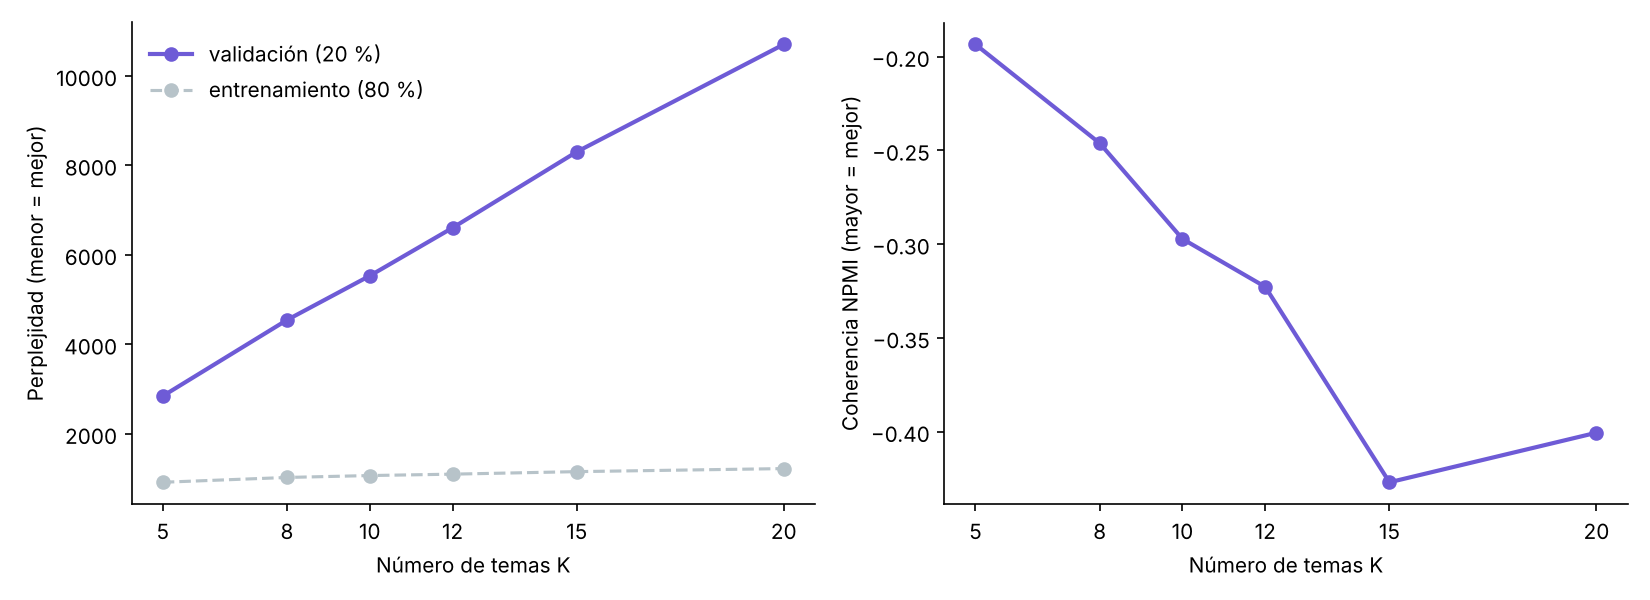 Perplejidad (menor = mejor)
10000
8000
6000
4000
2000
validación (20 %)
entrenamiento (80 %)
5 8 10 12 15 20
Número de temas K
Coherencia NPMI (mayor = mejor)
−0.20
−0.25
−0.30
−0.35
−0.40
5 8 10 12 15 20
Número de temas K